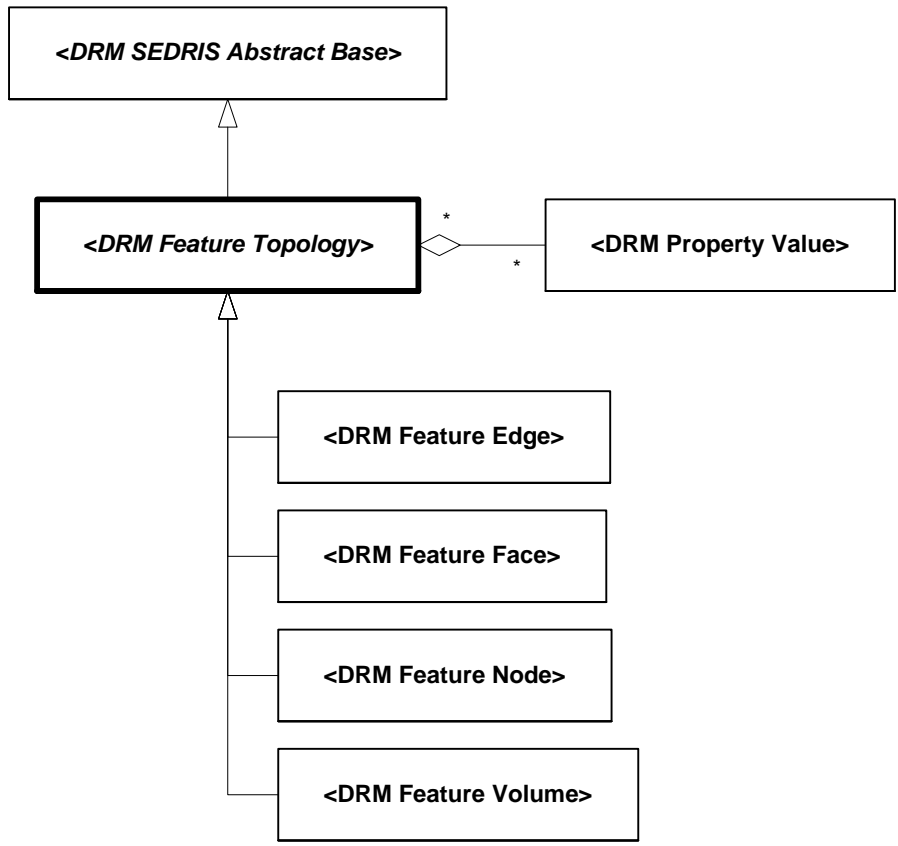 <DRM SEDRIS Abstract Base>
<DRM Feature Topology>
*
*
<DRM Property Value>
<DRM Feature Edge>
<DRM Feature Face>
<DRM Feature Node>
<DRM Feature Volume>